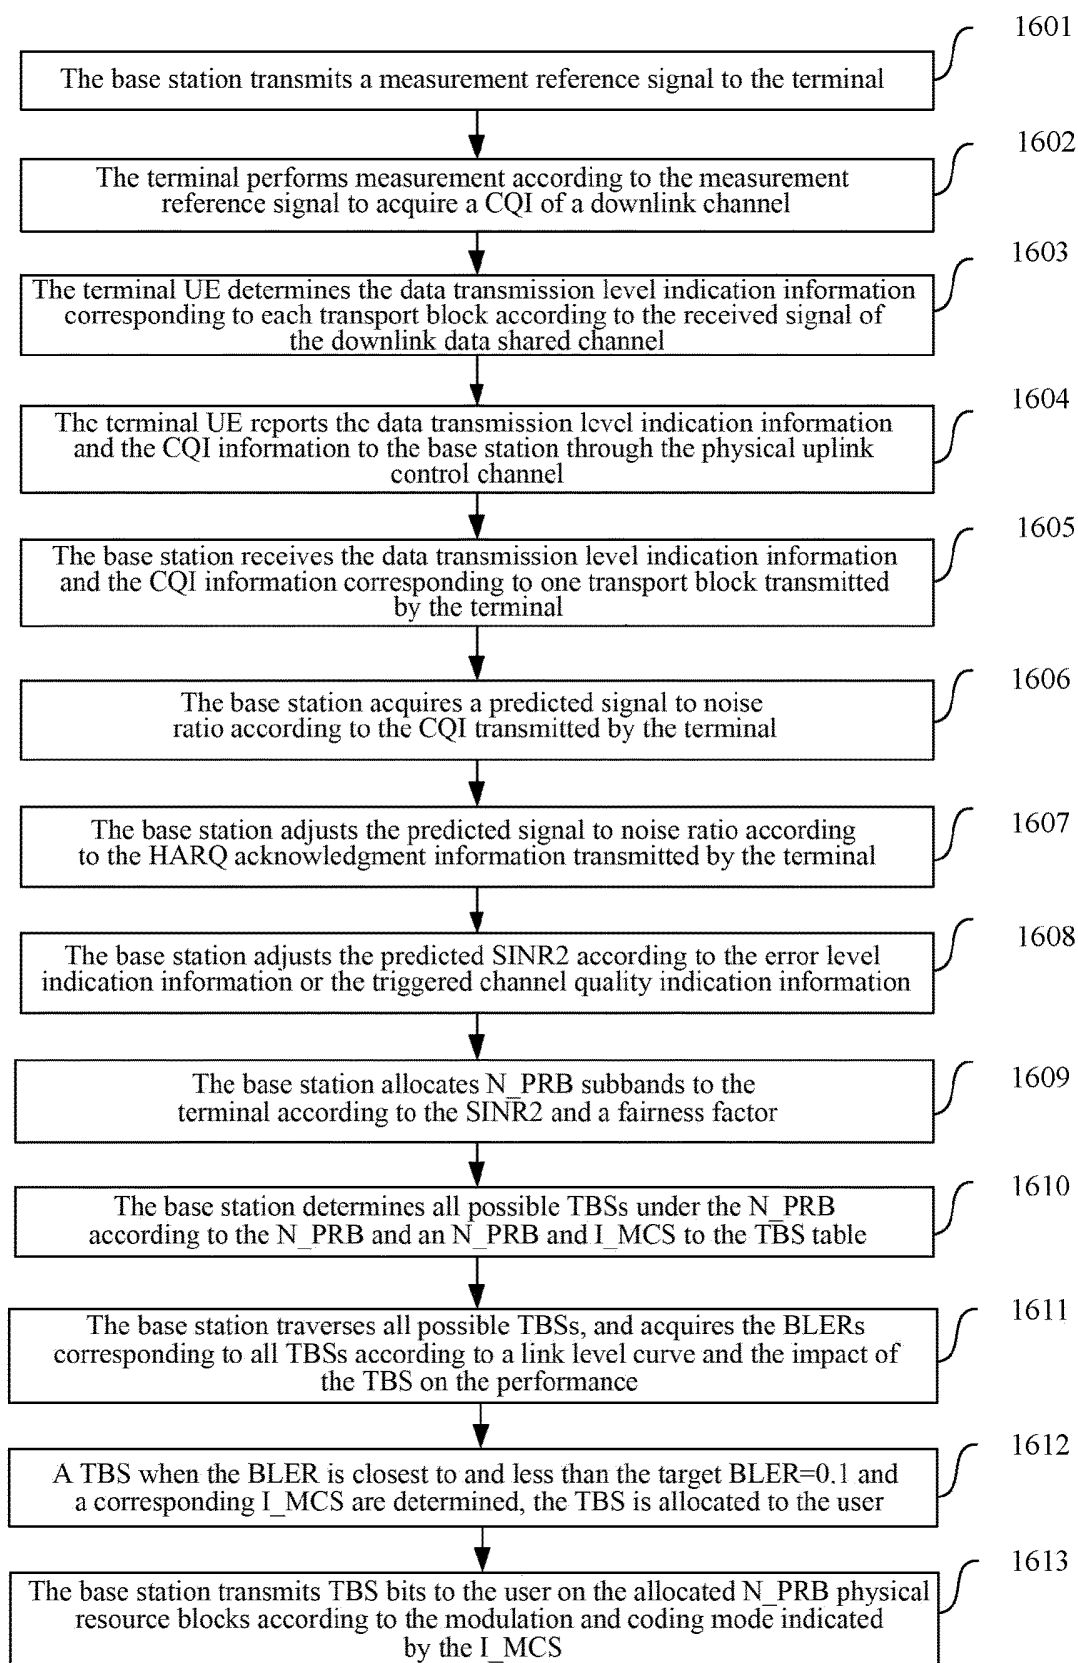 1601
The base station transmits a measurement reference signal to the terminal
1602
The terminal performs measurement according to the measurement
reference signal to acquire a CQI of a downlink channel
1603
The terminal UE determines the data transmission level indication information
corresponding to each transport block according to the received signal of
the downlink data shared channel
1604
The terminal UE reports the data transmission level indication information
and the CQI information to the base station through the physical uplink
control channel
1605
The base station receives the data transmission level indication information
and the CQI information corresponding to one transport block transmitted
by the terminal
1606
The base station acquires a predicted signal to noise
ratio according to the CQI transmitted by the terminal
1607
The base station adjusts the predicted signal to noise ratio according
to the HARQ acknowledgment information transmitted by the terminal
1608
The base station adjusts the predicted SINR2 according to the error level
indication information or the triggered channel quality indication information
1609
The base station allocates N_PRB subbands to the
terminal according to the SINR2 and a fairness factor
1610
The base station determines all possible TBSs under the N_PRB
according to the N_PRB and an N_PRB and I_MCS to the TBS table
1611
The base station traverses all possible TBSs, and acquires the BLERs
corresponding to all TBSs according to a link level curve and the impact of
the TBS on the performance
1612
A TBS when the BLER is closest to and less than the target BLER=0.1 and
a corresponding I_MCS are determined, the TBS is allocated to the user
1613
The base station transmits TBS bits to the user on the allocated N_PRB physical
resource blocks according to the modulation and coding mode indicated
by the I_MCS